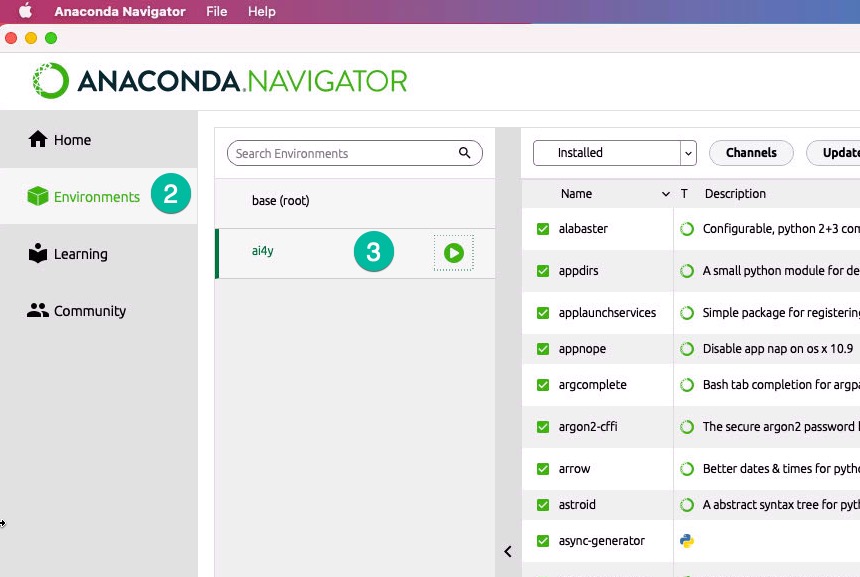 Anaconda Navigator File Help
ANACONDA.NAVIGATOR
Home
Environments 2
Learning
Community
Search Environments
base (root)
ai4y 3
Installed Channels Update
Name T Description
alabaster Configurable, python 2+3 com
appdirs A small python module for de
applaunchservices Simple package for registering
appnope Disable app nap on os x 10.9
argcomplete Bash tab completion for argpa
argon2-cffi The secure argon2 password
arrow Better dates & times for pytho
astroid A abstract syntax tree for pyth
async-generator